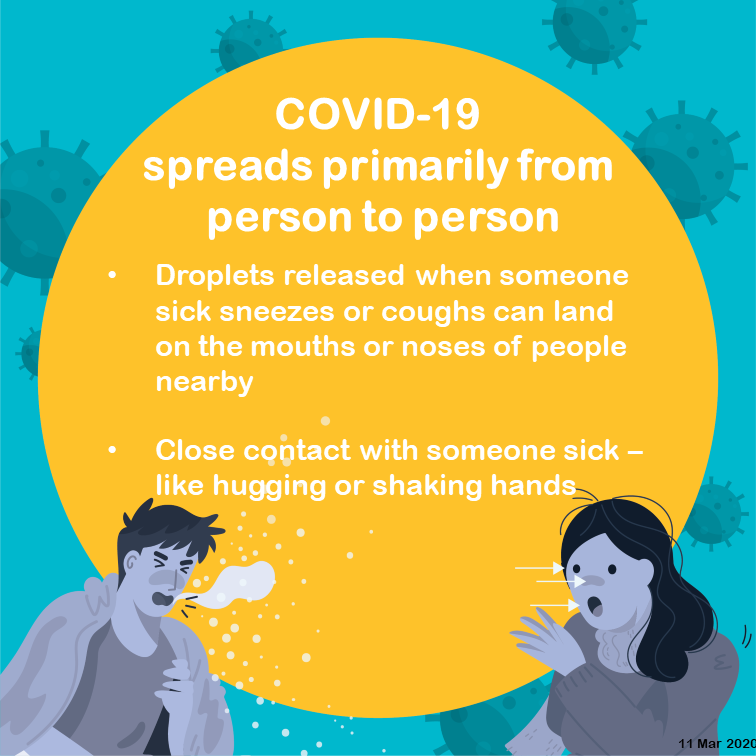 COVID-19
spreads primarily from
person to person
• Droplets released when someone
sick sneezes or coughs can land
on the mouths or noses of people
nearby
• Close contact with someone sick –
like hugging or shaking hands
11 Mar 2020